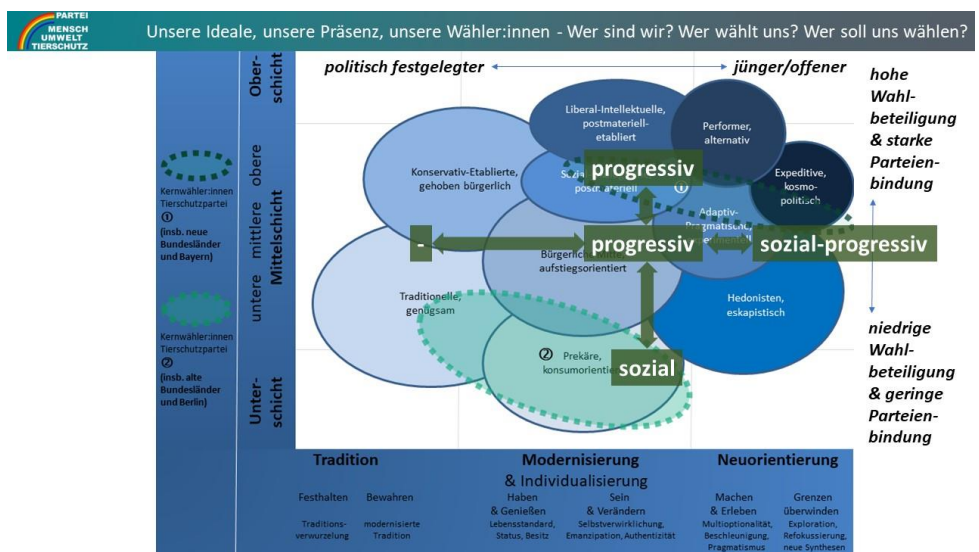 PARTEI
MENSCH
UMWELT
TIERSCHUTZ
Unsere Ideale, unsere Präsenz, unsere Wähler:innen - Wer sind wir? Wer wählt uns? Wer soll uns wählen?
politisch festgelegter
jünger/offener
hohe
Wahl-
beteiligung
& starke
Parteien-
bindung
niedrige
Wahl-
beteiligung
& geringe
Parteien-
bindung
Kernwähler:innen
Tierschutzpartei
①
(insb. neue
Bundesländer
und Bayern)
Kernwähler:innen
Tierschutzpartei
②
(insb. alte
Bundesländer
und Berlin)
Ober-
schicht
obere
mittlere
untere
Mittelschicht
Unter-
schicht
Liberal-Intellektuelle,
postmateriell-
etabliert
Performer,
alternativ
Konservativ-Etablierte,
gehoben bürgerlich
postmateriell
①
progressiv
Expeditive,
kosmo-
politisch
Adaptiv-
Pragmatische,
-
progressiv
sozial-progressiv
aufstiegsorientiert
Traditionelle,
genügsam
Hedonisten,
eskapistisch
②
Prekäre,
sozial
Tradition
Modernisierung
& Individualisierung
Neuorientierung
Festhalten
Traditions-
verwurzelung
Bewahren
modernisierte
Tradition
Haben
& Genießen
Lebensstandard,
Status, Besitz
Sein
& Verändern
Selbstverwirklichung,
Emanzipation, Authentizität
Machen
& Erleben
Multioptionalität,
Beschleunigung,
Pragmatismus
Grenzen
überwinden
Exploration,
Refokussierung,
neue Synthesen